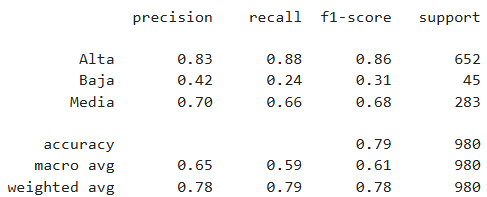 precision recall f1-score support
Alta 0.83 0.88 0.86 652
Baja 0.42 0.24 0.31 45
Media 0.70 0.66 0.68 283
accuracy 0.79 980
macro avg 0.65 0.59 0.61 980
weighted avg 0.78 0.79 0.78 980